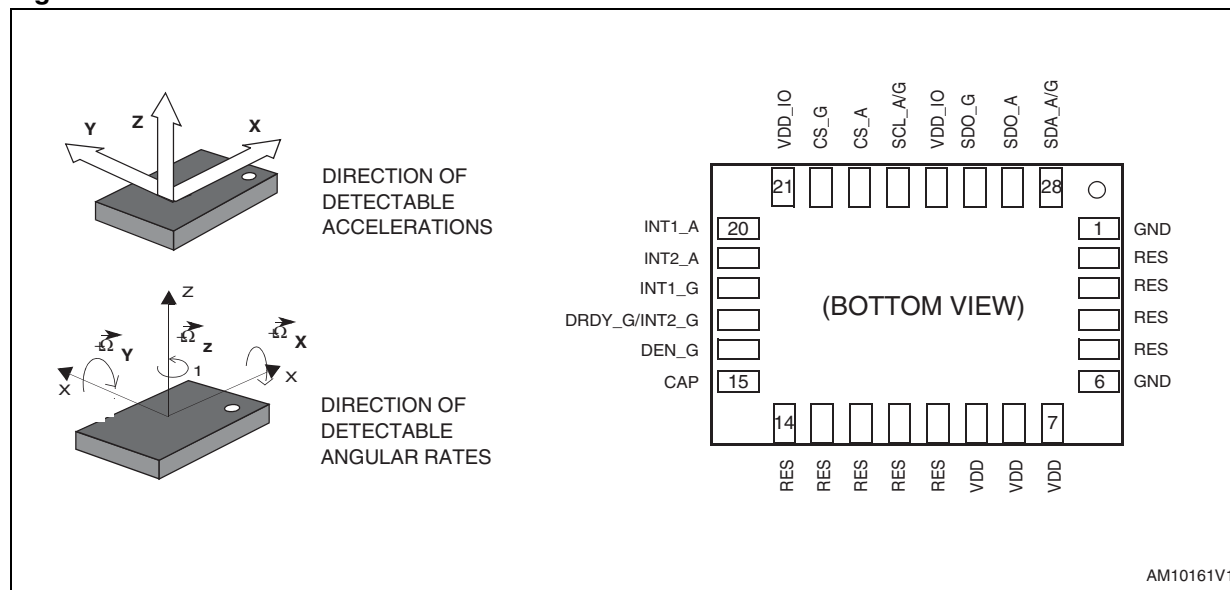 Z
Y
X
DIRECTION OF
DETECTABLE
ACCELERATIONS
Z
Ω Y
Ω z
Ω X
1
X
X
DIRECTION OF
DETECTABLE
ANGULAR RATES
VDD_IO
CS_G
CS_A
SCL_A/G
VDD_IO
SDO_G
SDO_A
SDA_A/G
21
28
INT1_A
20
1
GND
INT2_A
RES
INT1_G
RES
(BOTTOM VIEW)
DRDY_G/INT2_G
RES
DEN_G
RES
CAP
15
6
GND
14
7
RES
RES
RES
RES
RES
VDD
VDD
VDD
AM10161V1